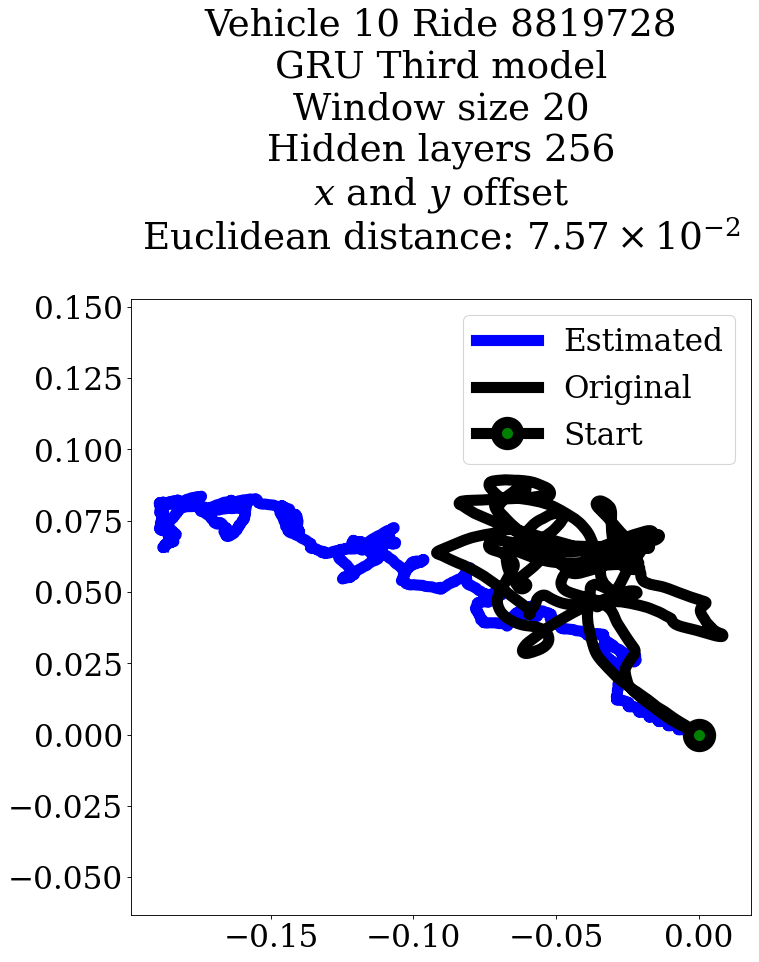 Vehicle 10 Ride 8819728
GRU Third model
Window size 20
Hidden layers 256
x and y offset
Euclidean distance: 7.57 × 10⁻²
0.150
0.125
0.100
0.075
0.050
0.025
0.000
−0.025
−0.050
Estimated
Original
Start
−0.15 −0.10 −0.05 0.00